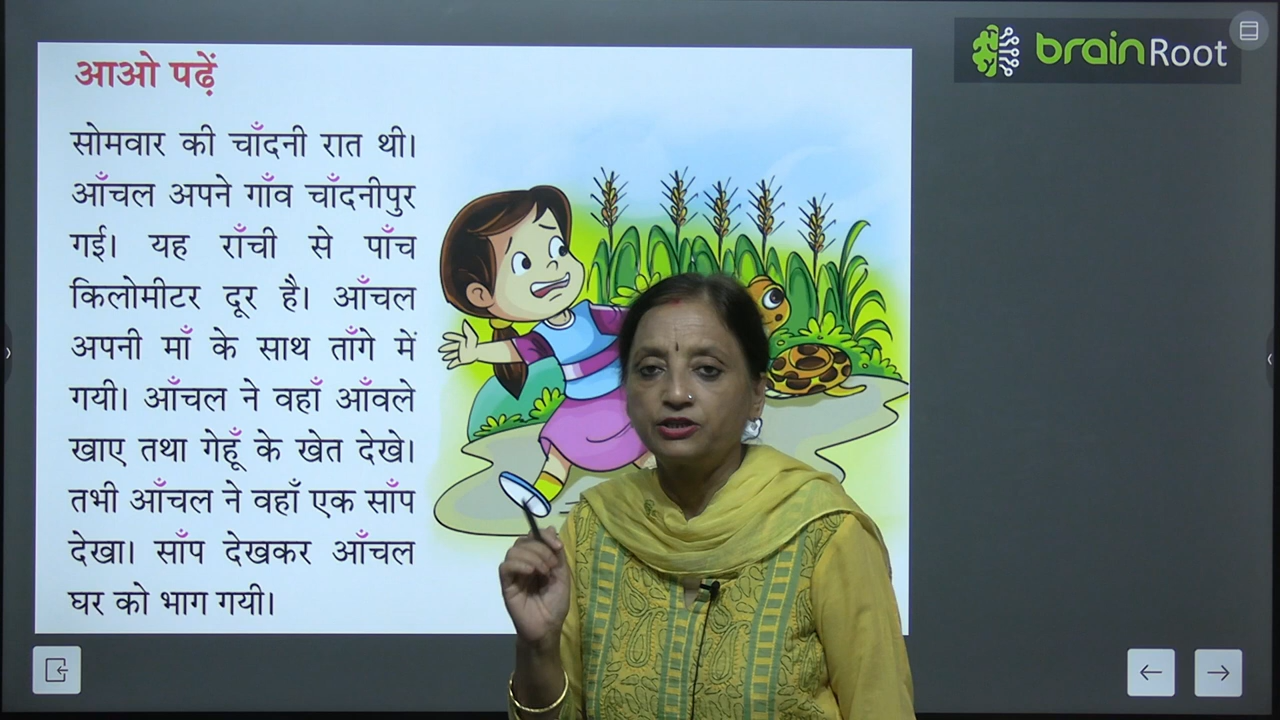 आओ पढ़ें
सोमवार की चाँदनी रात थी।
आँचल अपने गाँव चाँदनीपुर
गई। यह राँची से पाँच
किलोमीटर दूर है। आँचल
अपनी माँ के साथ ताँगे में
गयी। आँचल ने वहाँ आँवले
खाए तथा गेहूँ के खेत देखे।
तभी आँचल ने वहाँ एक साँप
देखा। साँप देखकर आँचल
घर को भाग गयी।
brainRoot